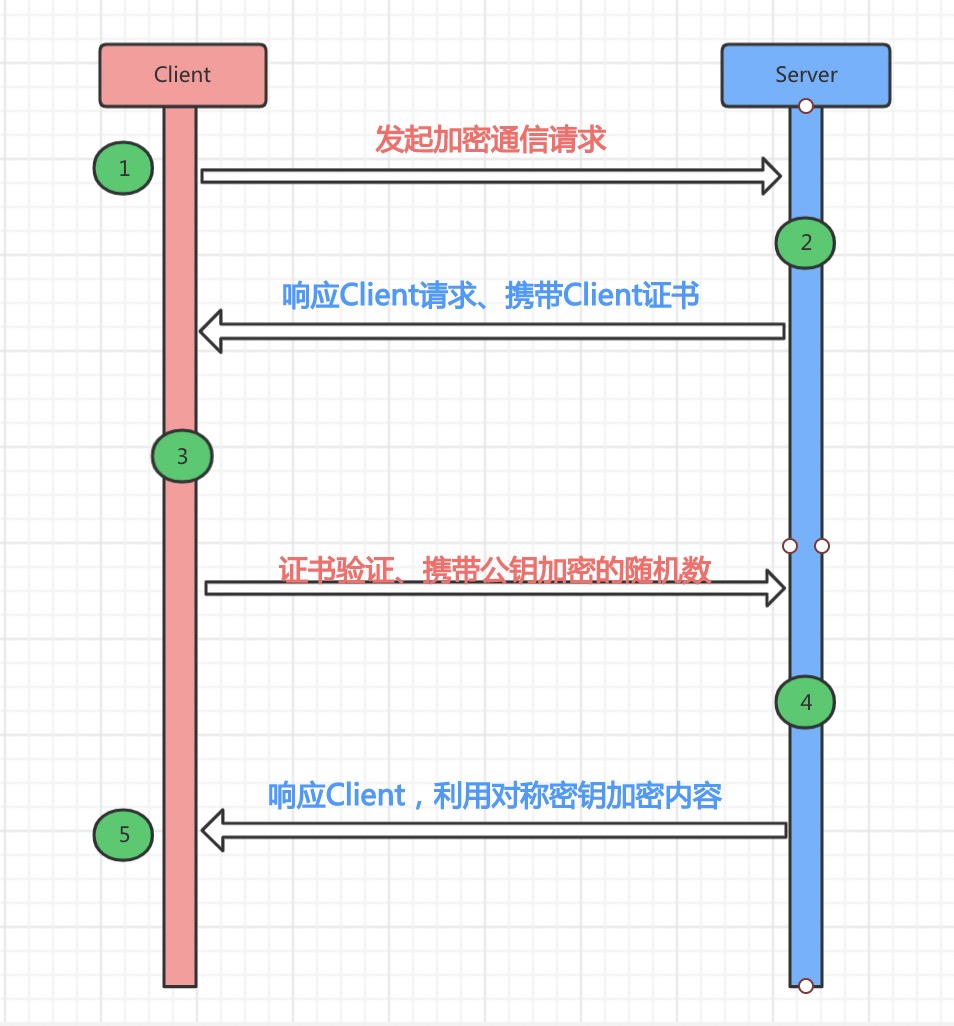 Client
Server
发起加密通信请求
1
2
响应Client请求、携带Client证书
3
证书验证、携带公钥加密的随机数
4
响应Client，利用对称密钥加密内容
5